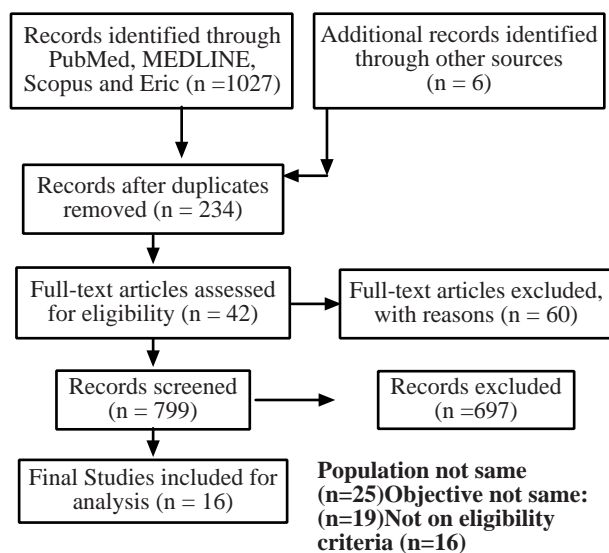 Records identified through
PubMed, MEDLINE,
Scopus and Eric (n =1027)
Additional records identified
through other sources
(n = 6)
Records after duplicates
removed (n = 234)
Full-text articles assessed
for eligibility (n = 42)
Full-text articles excluded,
with reasons (n = 60)
Records screened
(n = 799)
Records excluded
(n =697)
Final Studies included for
analysis (n = 16)
Population not same
(n=25)Objective not same:
(n=19)Not on eligibility
criteria (n=16)